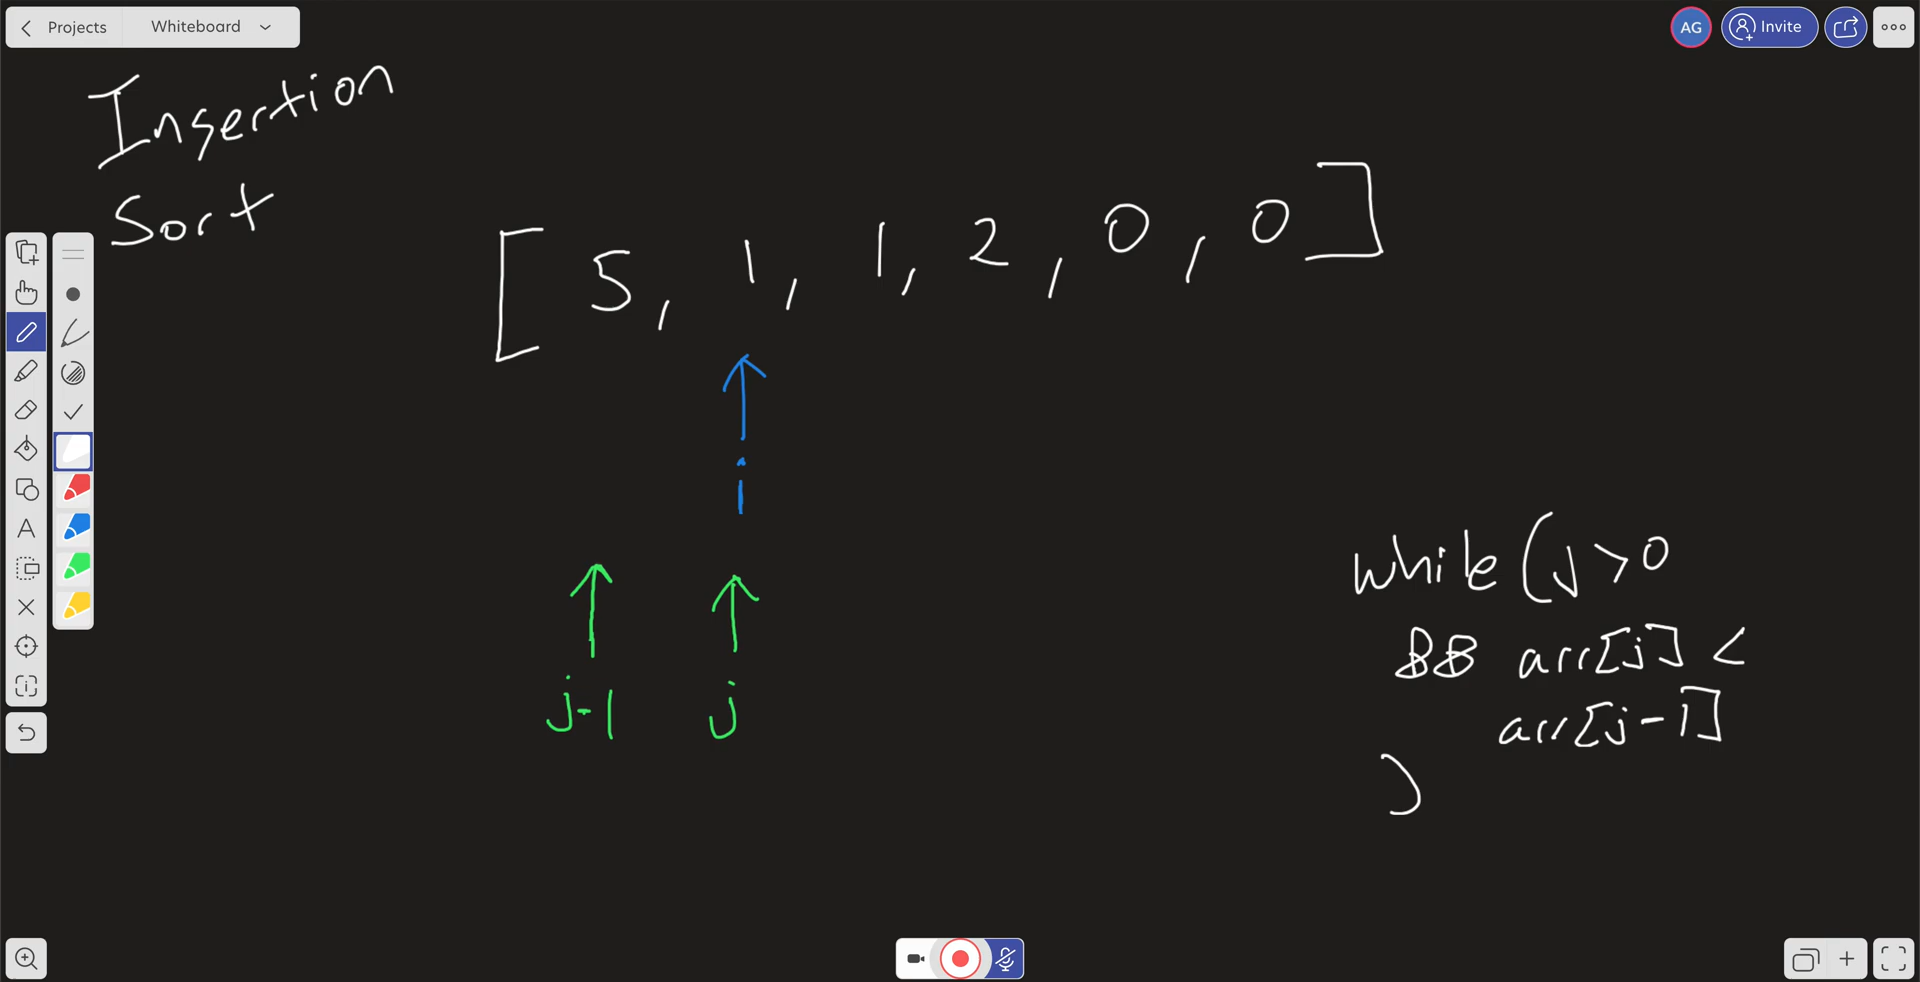 Projects Whiteboard
AG Invite
Insertion
Sort
[ 5, 1, 1, 2, 0, 0 ]
i
j-1 j
while (j > 0
&& arr[j] <
arr[j-1]
)
A